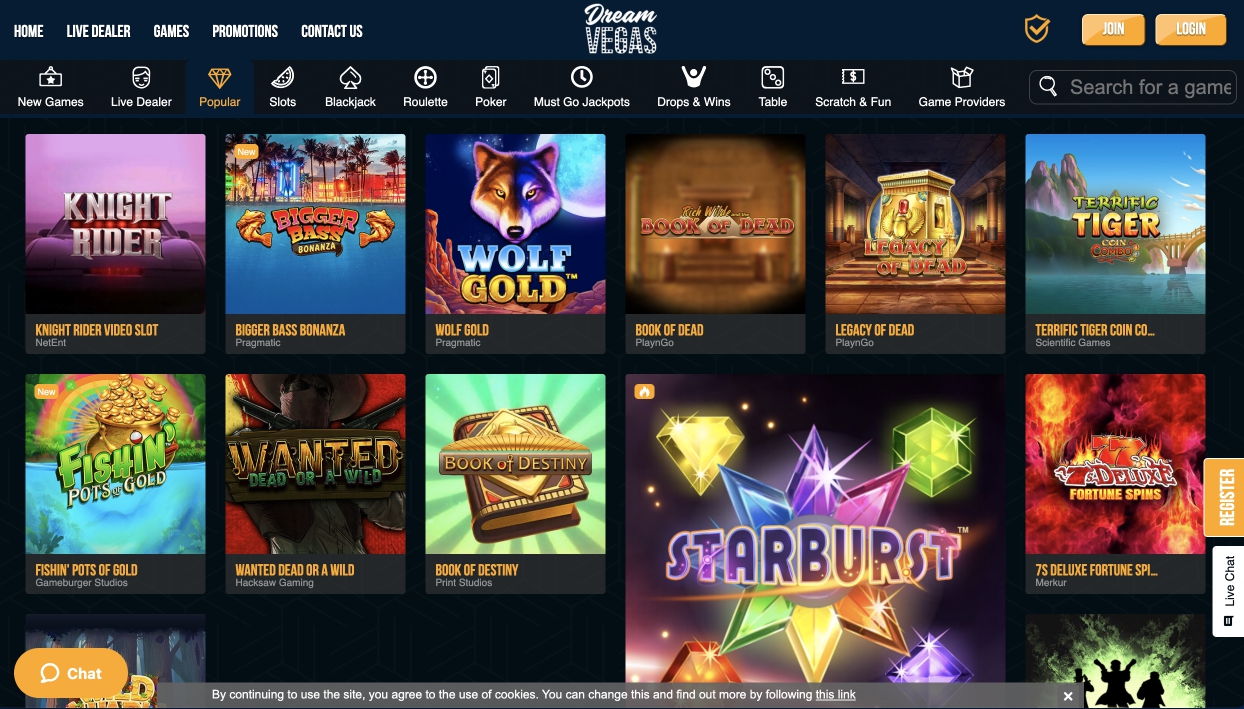 HOME LIVE DEALER GAMES PROMOTIONS CONTACT US
Dream
VEGAS
JOIN LOGIN
New Games Live Dealer Popular Slots Blackjack Roulette Poker Must Go Jackpots Drops & Wins Table Scratch & Fun Game Providers
Search for a game
KNIGHT
RIDER
KNIGHT RIDER VIDEO SLOT
NetEnt
New
BIGGER
BASS
BONANZA
BIGGER BASS BONANZA
Pragmatic
WOLF
GOLD™
WOLF GOLD
Pragmatic
Rich Wilde and the
BOOK OF DEAD
BOOK OF DEAD
PlaynGo
LEGACY
OF DEAD
LEGACY OF DEAD
PlaynGo
TERRIFIC
TIGER
COIN
COMBO
TERRIFIC TIGER COIN CO...
Scientific Games
New
FISHIN'
POTS OF GOLD
FISHIN' POTS OF GOLD
Gameburger Studios
WANTED
DEAD OR A WILD
WANTED DEAD OR A WILD
Hacksaw Gaming
BOOK of DESTINY
BOOK OF DESTINY
Print Studios
STARBURST™
7's DELUXE
FORTUNE SPINS
7S DELUXE FORTUNE SPI...
Merkur
REGISTER
Live Chat
Chat
By continuing to use the site, you agree to the use of cookies. You can change this and find out more by following this link